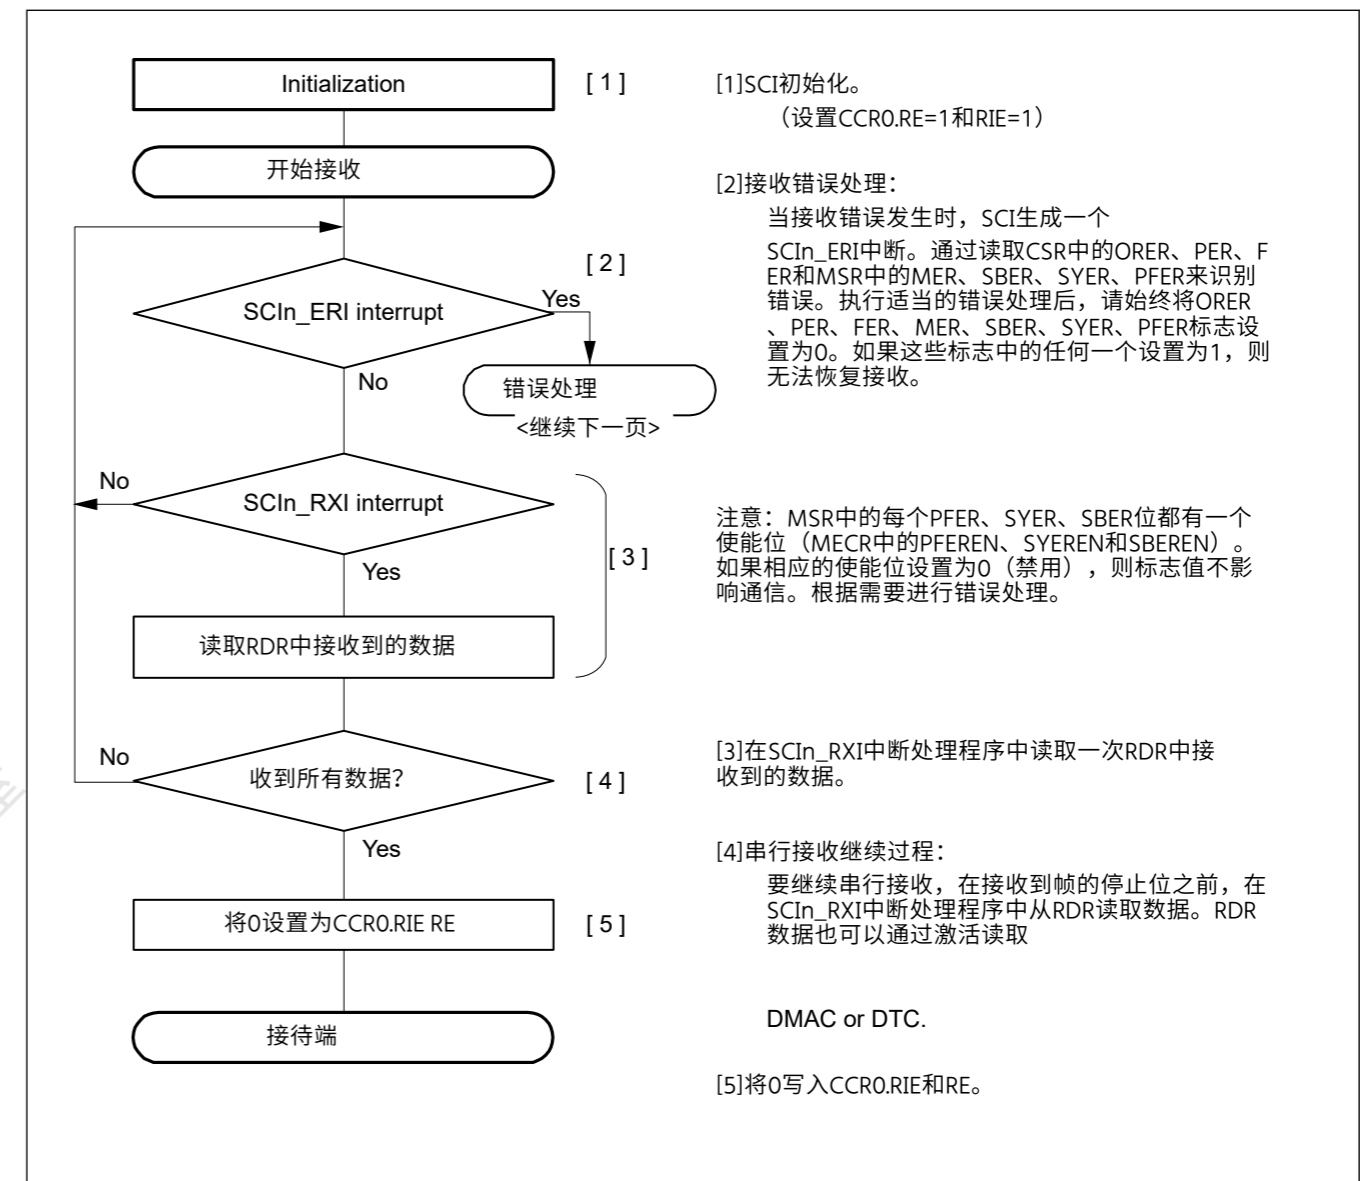 Initialization
[ 1 ]
开始接收
[ 2 ]
SCIn_ERI interrupt
Yes
No
错误处理
<继续下一页>
No
SCIn_RXI interrupt
[ 3 ]
Yes
读取RDR中接收到的数据
No
收到所有数据?
[ 4 ]
Yes
将0设置为CCR0.RIE RE
[ 5 ]
接待端
[1]SCI初始化。
（设置CCR0.RE=1和RIE=1）
[2]接收错误处理：
当接收错误发生时，SCI生成一个
SCIn_ERI中断。通过读取CSR中的ORER、PER、F
ER和MSR中的MER、SBER、SYER、PFER来识别
错误。执行适当的错误处理后，请始终将ORER
、PER、FER、MER、SBER、SYER、PFER标志设
置为0。如果这些标志中的任何一个设置为1，则
无法恢复接收。
注意：MSR中的每个PFER、SYER、SBER位都有一个
使能位（MECR中的PFEREN、SYEREN和SBEREN）。
如果相应的使能位设置为0（禁用），则标志值不影
响通信。根据需要进行错误处理。
[3]在SCIn_RXI中断处理程序中读取一次RDR中接
收到的数据。
[4]串行接收继续过程：
要继续串行接收，在接收到帧的停止位之前，在
SCIn_RXI中断处理程序中从RDR读取数据。RDR
数据也可以通过激活读取
DMAC or DTC.
[5]将0写入CCR0.RIE和RE。